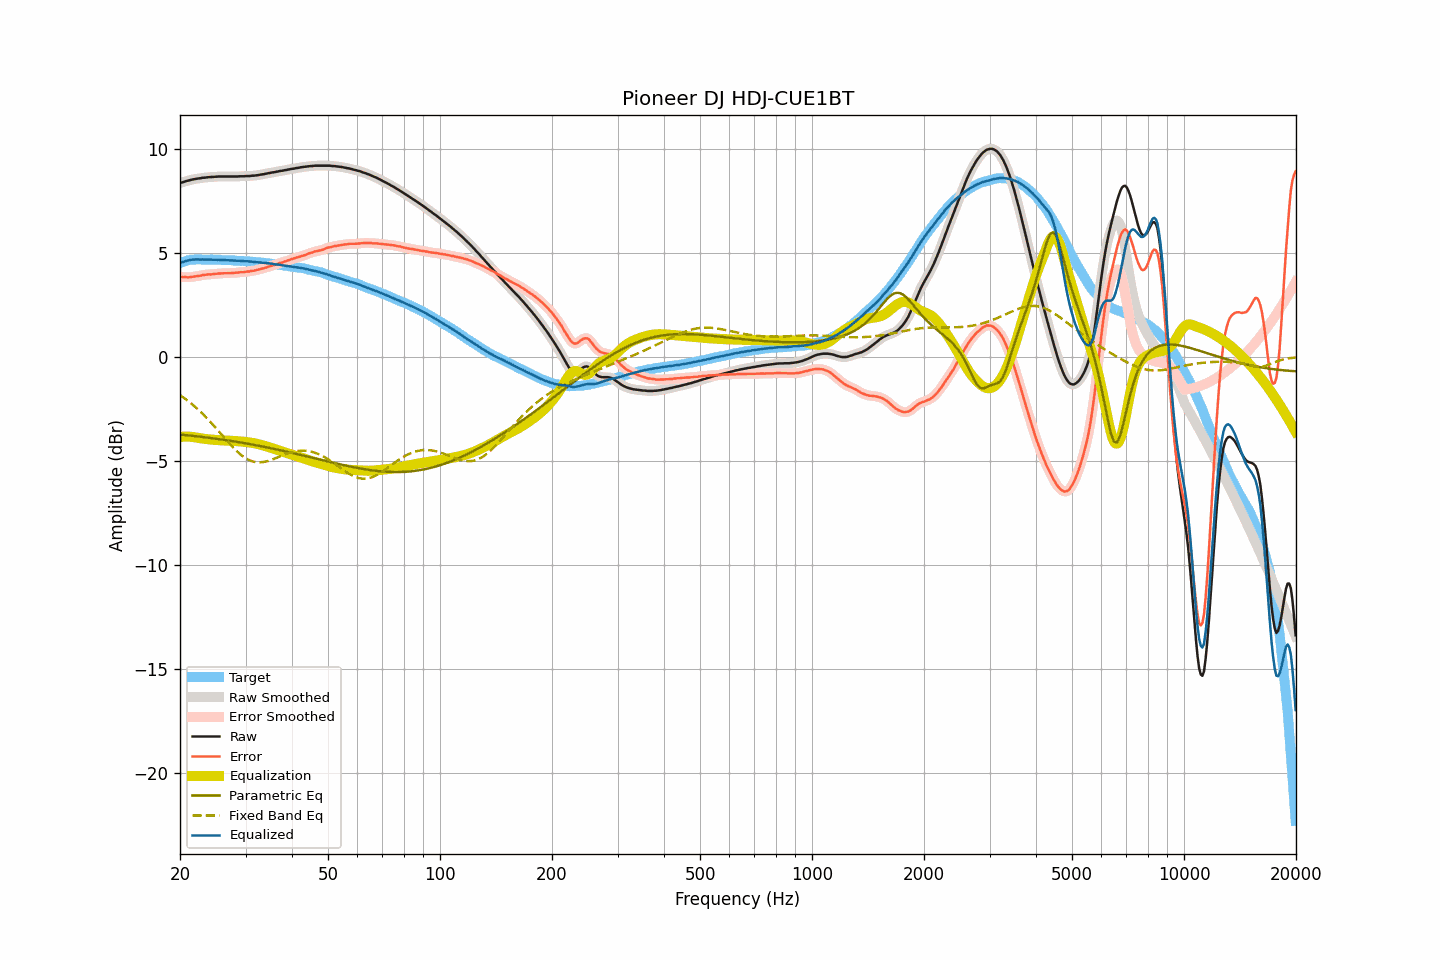 Pioneer DJ HDJ-CUE1BT
10
5
0
−5
−10
−15
−20
Amplitude (dBr)
Target
Raw Smoothed
Error Smoothed
Raw
Error
Equalization
Parametric Eq
Fixed Band Eq
Equalized
20 50 100 200 500 1000 2000 5000 10000 20000
Frequency (Hz)